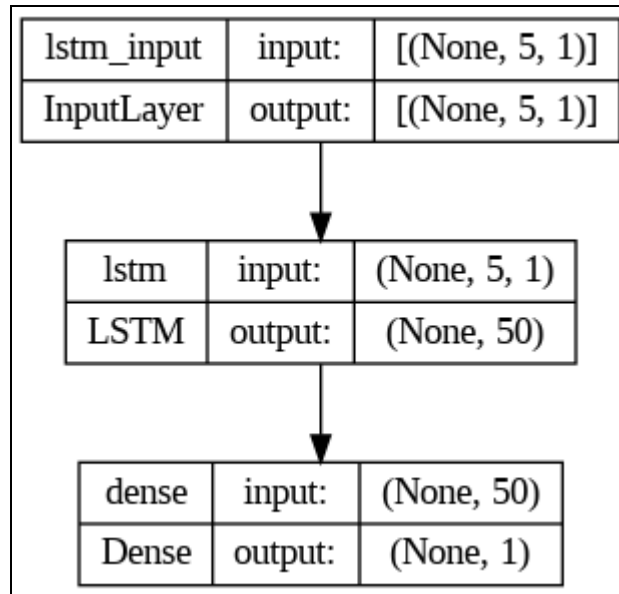 lstm_input input: [(None, 5, 1)]
InputLayer output: [(None, 5, 1)]
lstm input: (None, 5, 1)
LSTM output: (None, 50)
dense input: (None, 50)
Dense output: (None, 1)